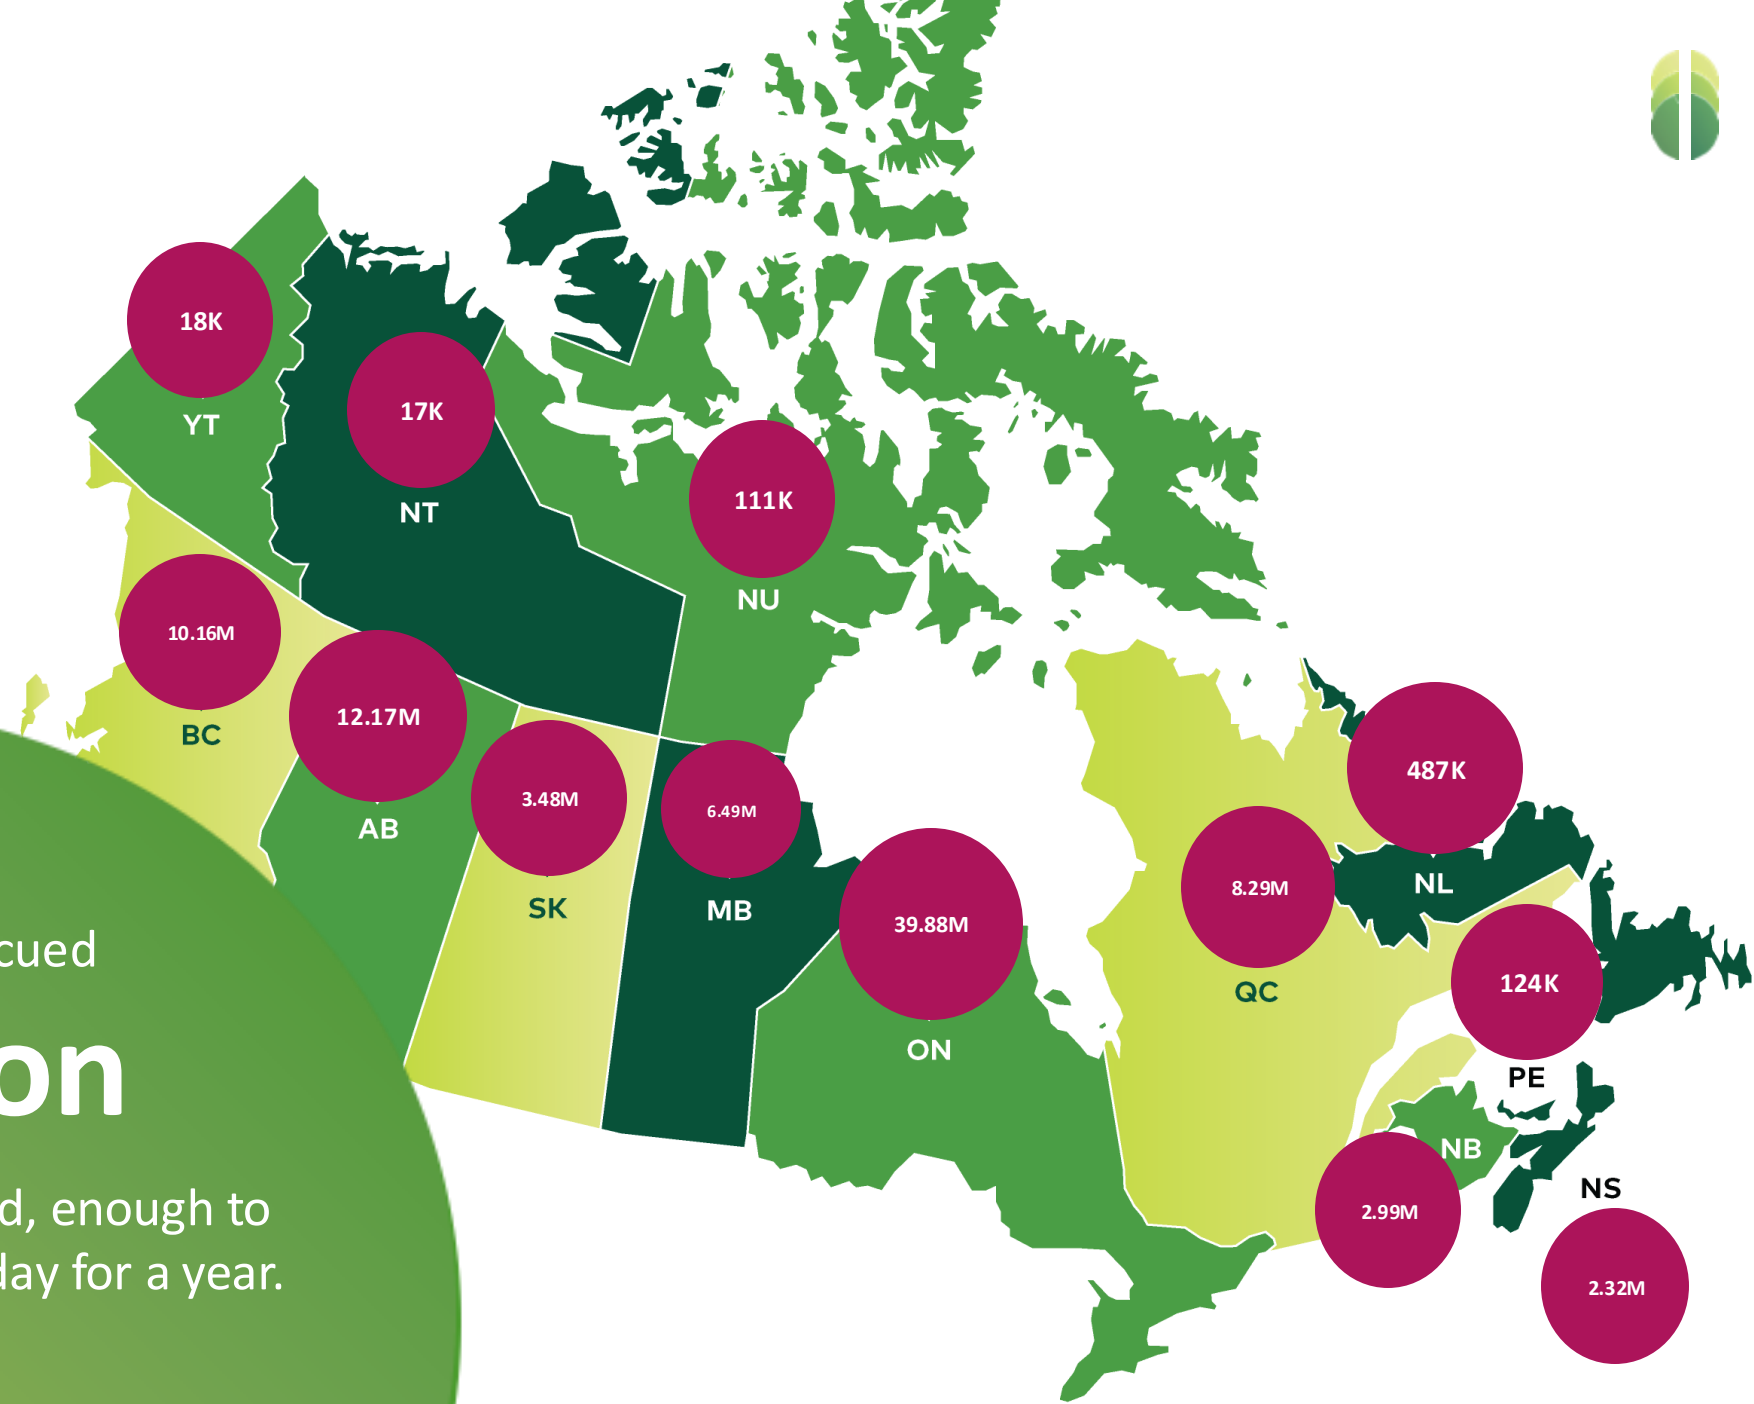 18K
YT
17K
NT
111K
NU
10.16M
BC
12.17M
AB
3.48M
SK
6.49M
MB
39.88M
ON
8.29M
QC
487K
NL
124K
PE
NB
2.99M
NS
2.32M
cued
on
d, enough to
day for a year.